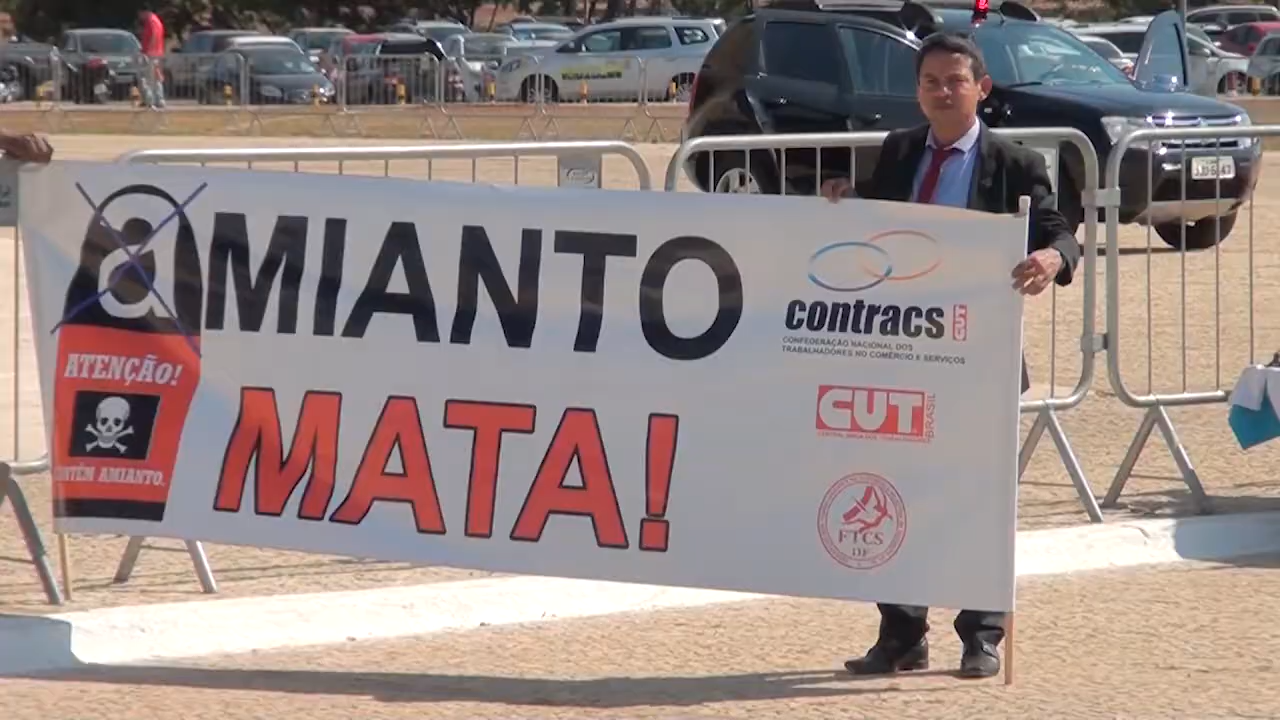 aMIANTO
MATA!
ATENÇÃO!
CONTÉM AMIANTO.
contracs CUT
CONFEDERAÇÃO NACIONAL DOS
TRABALHADORES NO COMÉRCIO E SERVIÇOS
CUT BRASIL
FTCS
DF